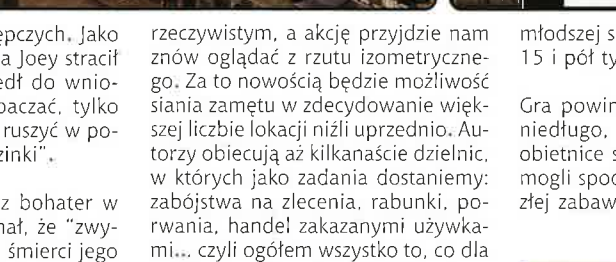 ępczych. Jako
a Joey stracił
edł do wnio-
baczać, tylko
ruszyć w po-
zinki".
z bohater w
nał, że "zwy-
śmierci jego
rzeczywistym, a akcję przyjdzie nam
znów oglądać z rzutu izometryczne-
go. Za to nowością będzie możliwość
siania zamętu w zdecydowanie więk-
szej liczbie lokacji niźli uprzednio. Au-
torzy obiecują aż kilkanaście dzielnic,
w których jako zadania dostaniemy:
zabójstwa na zlecenia, rabunki, po-
rwania, handel zakazanymi używka-
mi... czyli ogółem wszystko to, co dla
młodszej s
15 i pół ty
Gra powin
niedługo,
obietnice s
mogli spod
złej zabaw